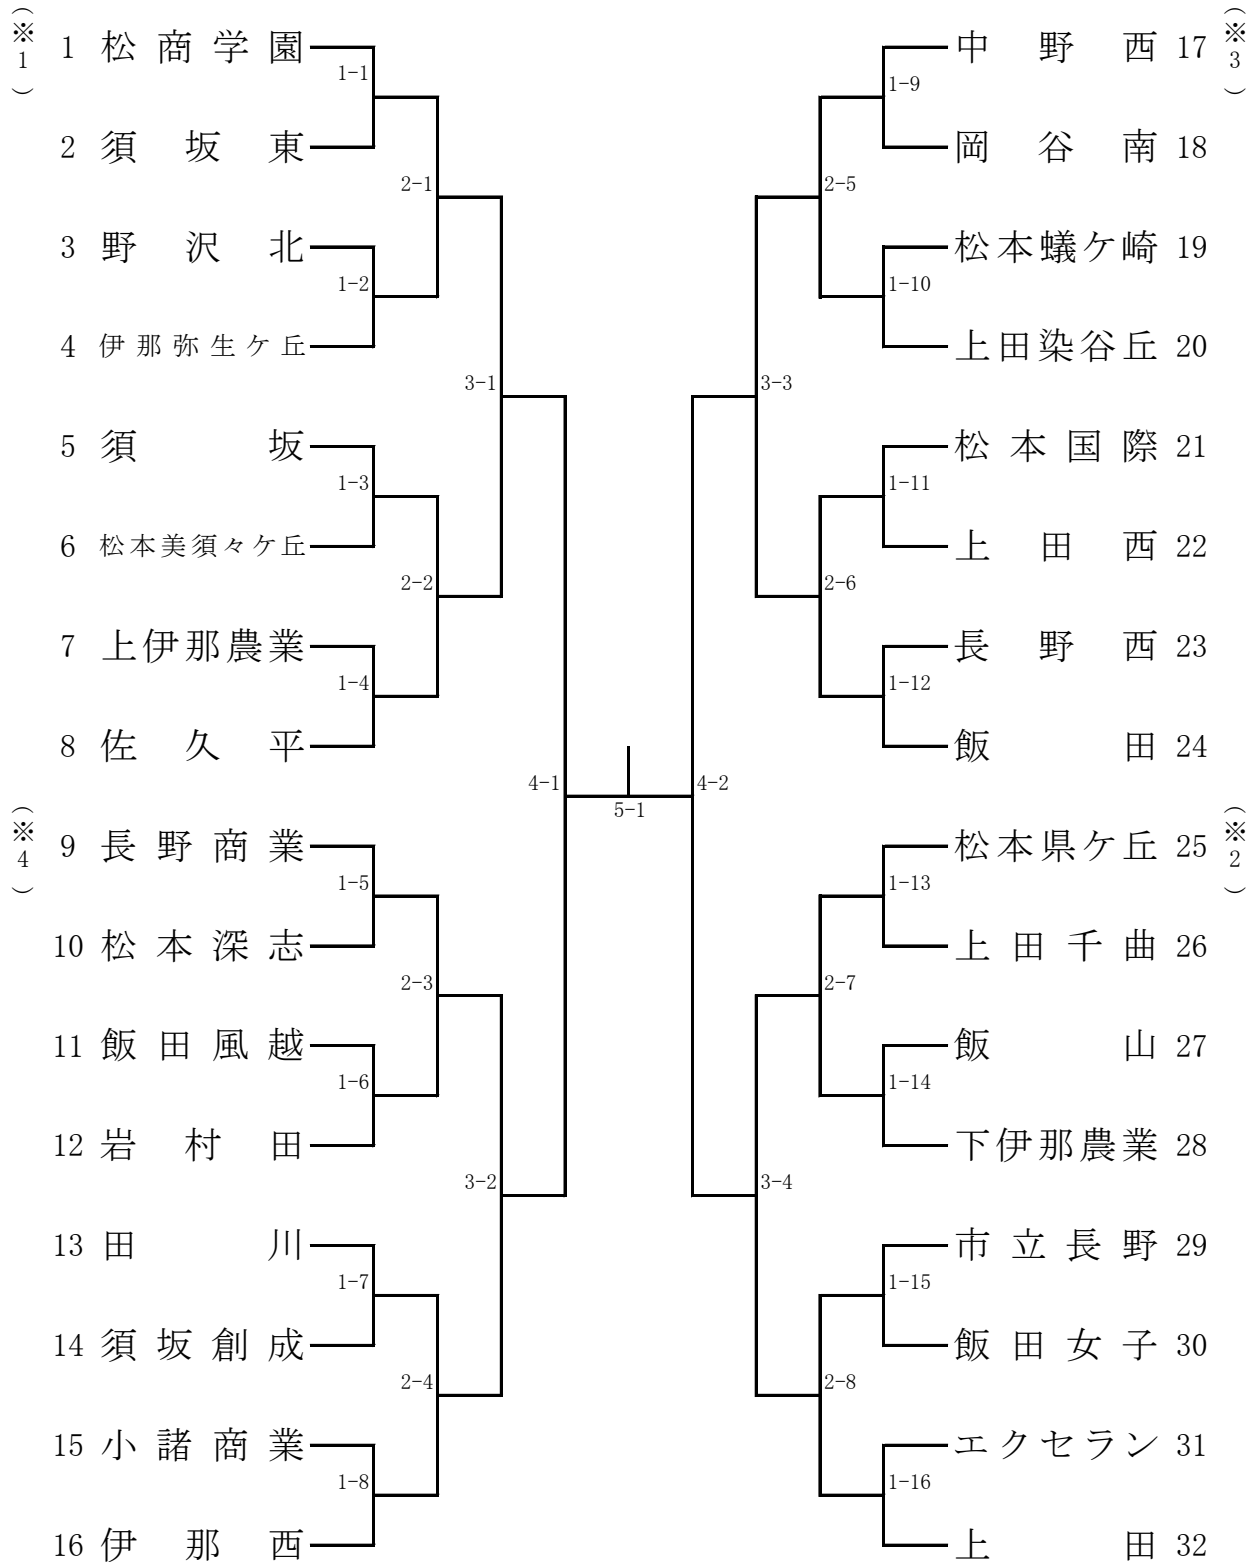 （※1）
1 松商学園
1-1
2 須坂東
2-1
3 野沢北
1-2
4 伊那弥生ケ丘
3-1
5 須坂
1-3
6 松本美須々ケ丘
2-2
7 上伊那農業
1-4
8 佐久平
4-1
（※4）
9 長野商業
1-5
10 松本深志
2-3
11 飯田風越
1-6
12 岩村田
3-2
13 田川
1-7
14 須坂創成
2-4
15 小諸商業
1-8
16 伊那西
5-1
中野西 17
（※3）
1-9
岡谷南 18
2-5
松本蟻ケ崎 19
1-10
上田染谷丘 20
3-3
松本国際 21
1-11
上田西 22
2-6
長野西 23
1-12
飯田 24
4-2
松本県ケ丘 25
（※2）
1-13
上田千曲 26
2-7
飯山 27
1-14
下伊那農業 28
3-4
市立長野 29
1-15
飯田女子 30
2-8
エクセラン 31
1-16
上田 32